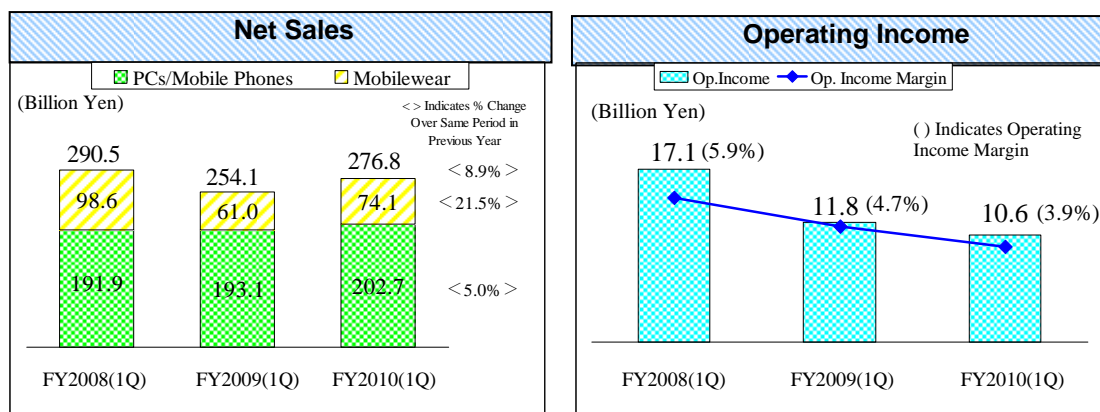 Net Sales
PCs/Mobile Phones Mobilewear
(Billion Yen)
< > Indicates % Change
Over Same Period in
Previous Year
290.5
254.1
276.8
<8.9%>
98.6
61.0
74.1
<21.5%>
191.9
193.1
202.7
<5.0%>
FY2008(1Q) FY2009(1Q) FY2010(1Q)
Operating Income
Op.Income Op. Income Margin
(Billion Yen)
( ) Indicates Operating
Income Margin
17.1 (5.9%)
11.8 (4.7%)
10.6 (3.9%)
FY2008(1Q) FY2009(1Q) FY2010(1Q)